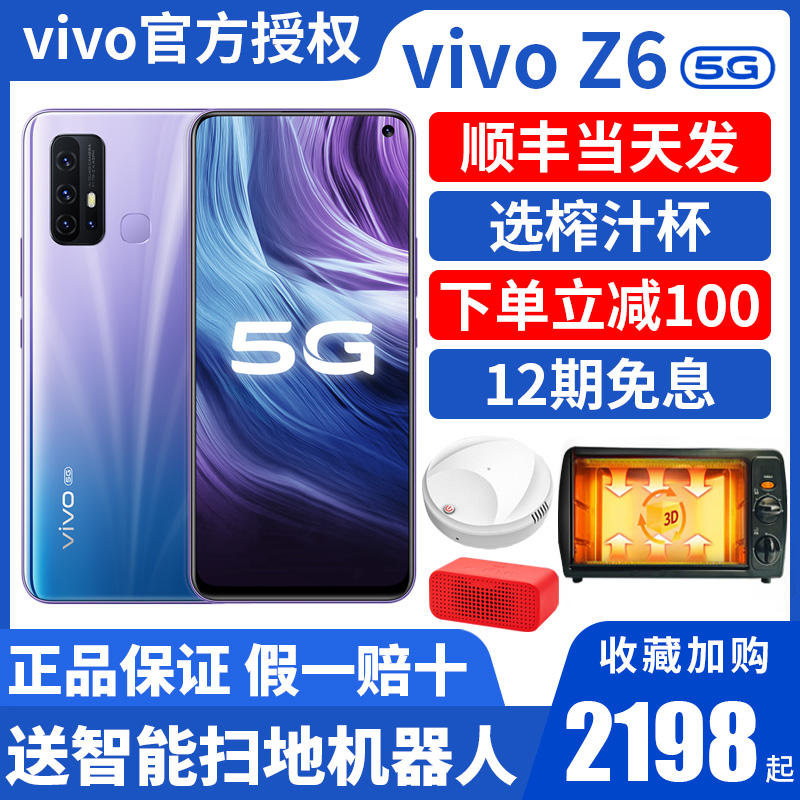 vivo官方授权
vivo Z6 5G
顺丰当天发
选榨汁杯
下单立减100
12期免息
5G
vivo 5G
3D
正品保证 假一赔十
收藏加购
送智能扫地机器人
2198起